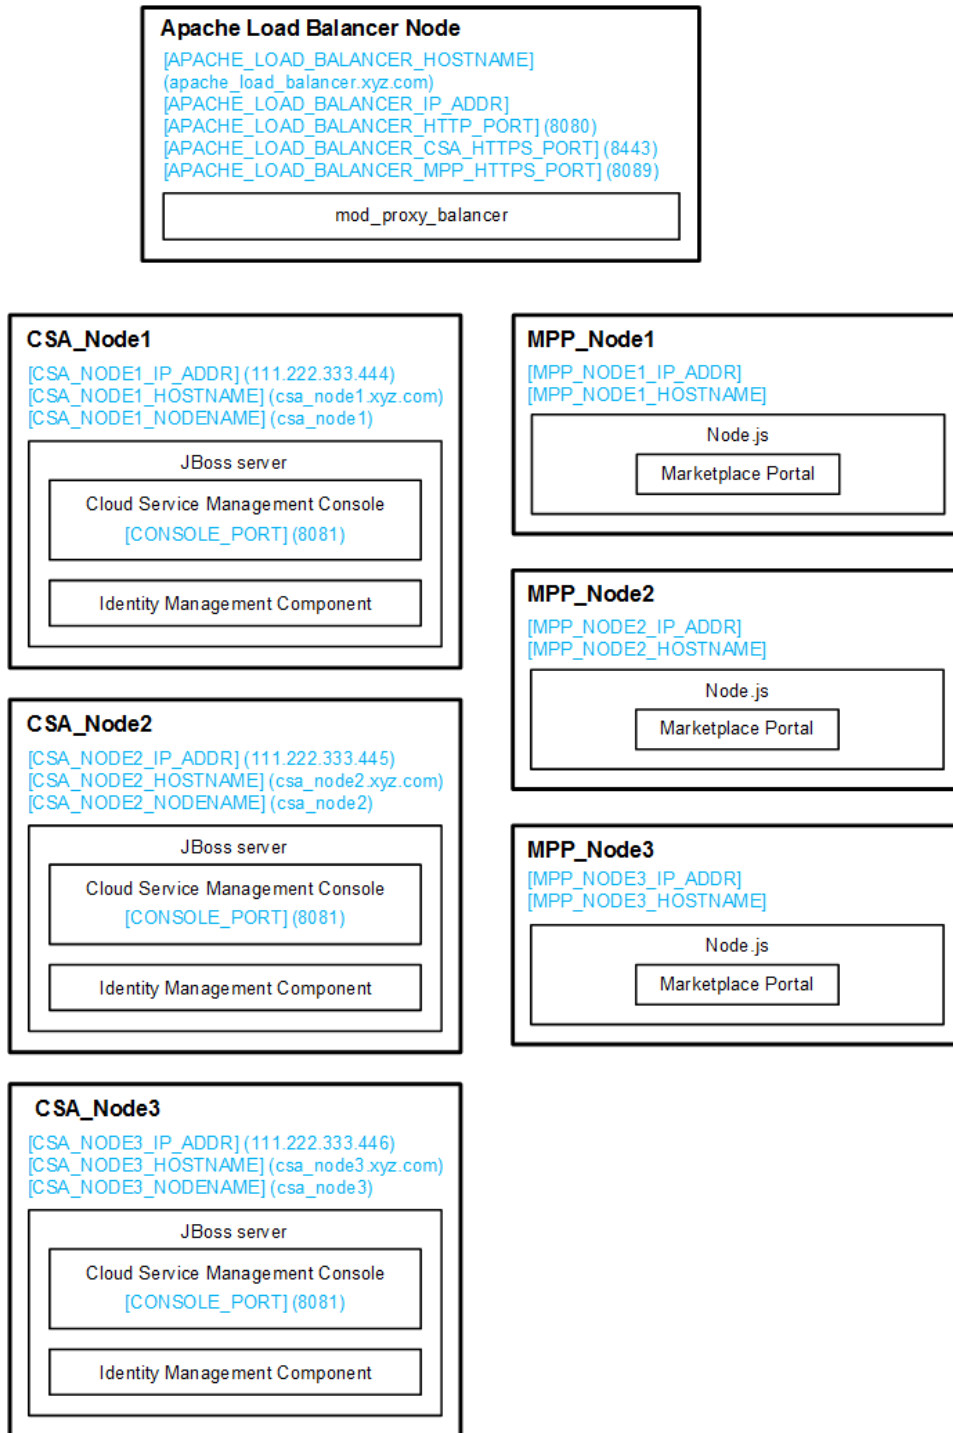 Apache Load Balancer Node
[APACHE_LOAD_BALANCER_HOSTNAME]
(apache_load_balancer.xyz.com)
[APACHE_LOAD_BALANCER_IP_ADDR]
[APACHE_LOAD_BALANCER_HTTP_PORT] (8080)
[APACHE_LOAD_BALANCER_CSA_HTTPS_PORT] (8443)
[APACHE_LOAD_BALANCER_MPP_HTTPS_PORT] (8089)
mod_proxy_balancer
CSA_Node1
[CSA_NODE1_IP_ADDR] (111.222.333.444)
[CSA_NODE1_HOSTNAME] (csa_node1.xyz.com)
[CSA_NODE1_NODENAME] (csa_node1)
JBoss server
Cloud Service Management Console
[CONSOLE_PORT] (8081)
Identity Management Component
CSA_Node2
[CSA_NODE2_IP_ADDR] (111.222.333.445)
[CSA_NODE2_HOSTNAME] (csa_node2.xyz.com)
[CSA_NODE2_NODENAME] (csa_node2)
JBoss server
Cloud Service Management Console
[CONSOLE_PORT] (8081)
Identity Management Component
CSA_Node3
[CSA_NODE3_IP_ADDR] (111.222.333.446)
[CSA_NODE3_HOSTNAME] (csa_node3.xyz.com)
[CSA_NODE3_NODENAME] (csa_node3)
JBoss server
Cloud Service Management Console
[CONSOLE_PORT] (8081)
Identity Management Component
MPP_Node1
[MPP_NODE1_IP_ADDR]
[MPP_NODE1_HOSTNAME]
Node.js
Marketplace Portal
MPP_Node2
[MPP_NODE2_IP_ADDR]
[MPP_NODE2_HOSTNAME]
Node.js
Marketplace Portal
MPP_Node3
[MPP_NODE3_IP_ADDR]
[MPP_NODE3_HOSTNAME]
Node.js
Marketplace Portal